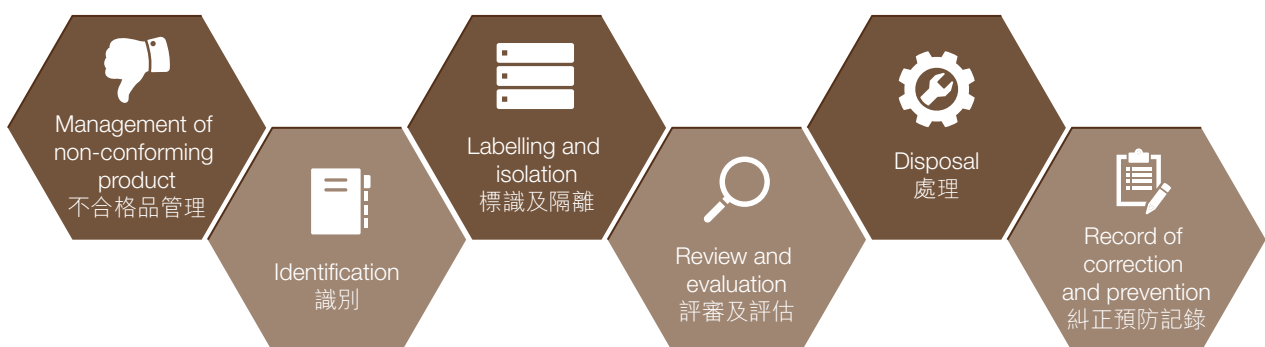 Management of
non-conforming
product
不合格品管理
Identification
識別
Labelling and
isolation
標識及隔離
Review and
evaluation
評審及評估
Disposal
處理
Record of
correction
and prevention
糾正預防記錄